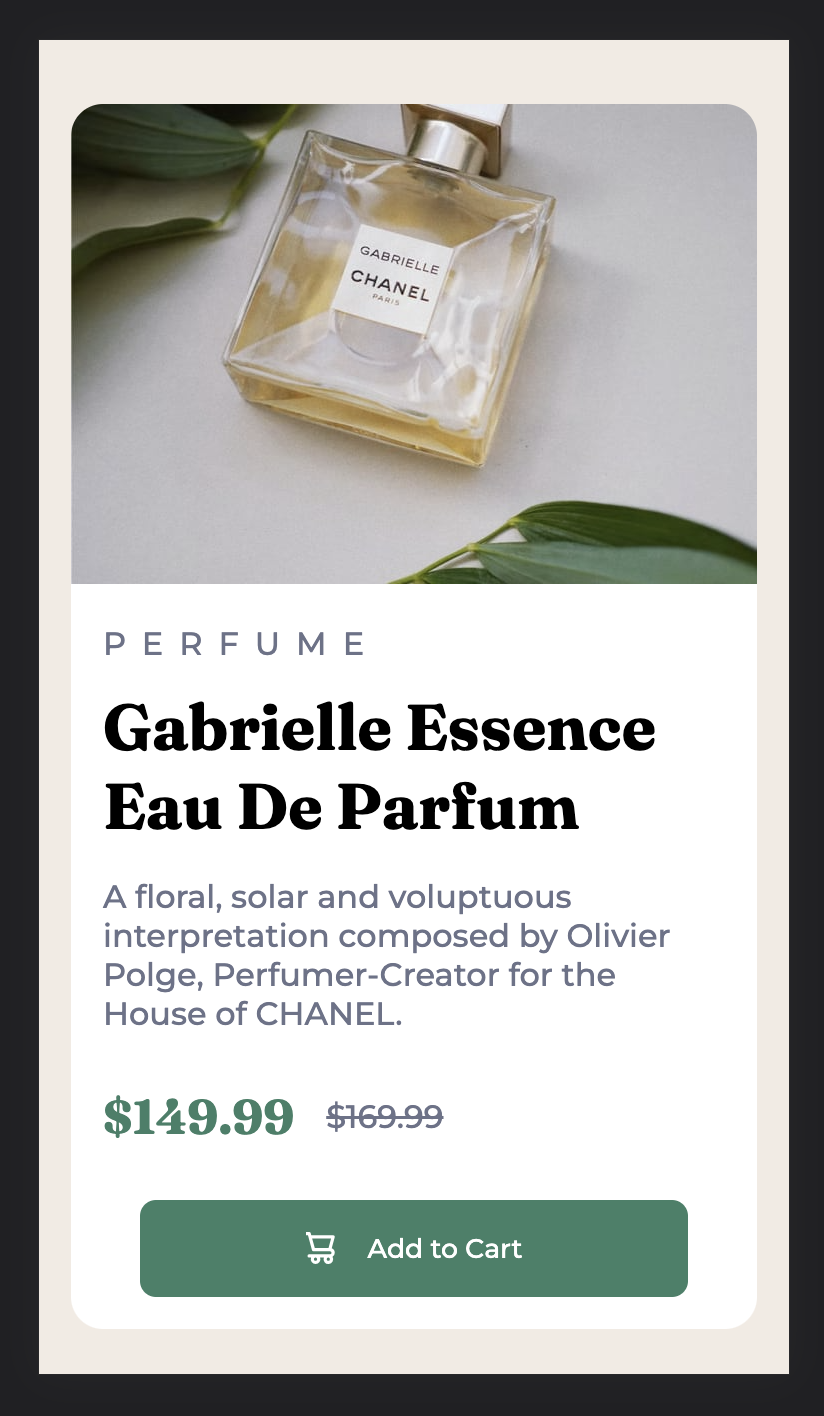 GABRIELLE
CHANEL
PARIS
PERFUME
Gabrielle Essence
Eau De Parfum
A floral, solar and voluptuous
interpretation composed by Olivier
Polge, Perfumer-Creator for the
House of CHANEL.
$149.99 $169.99
Add to Cart